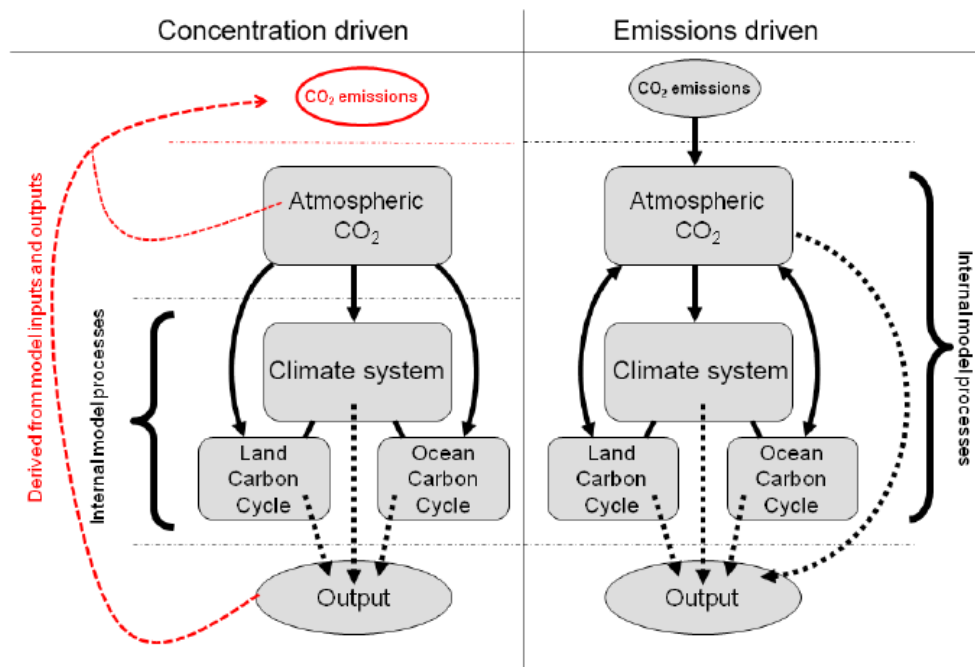 Concentration driven
Emissions driven
CO₂ emissions
Atmospheric
CO₂
Climate system
Land
Carbon
Cycle
Ocean
Carbon
Cycle
Output
Derived from model inputs and outputs
Internal model processes
CO₂ emissions
Atmospheric
CO₂
Climate system
Land
Carbon
Cycle
Ocean
Carbon
Cycle
Output
Internal model processes